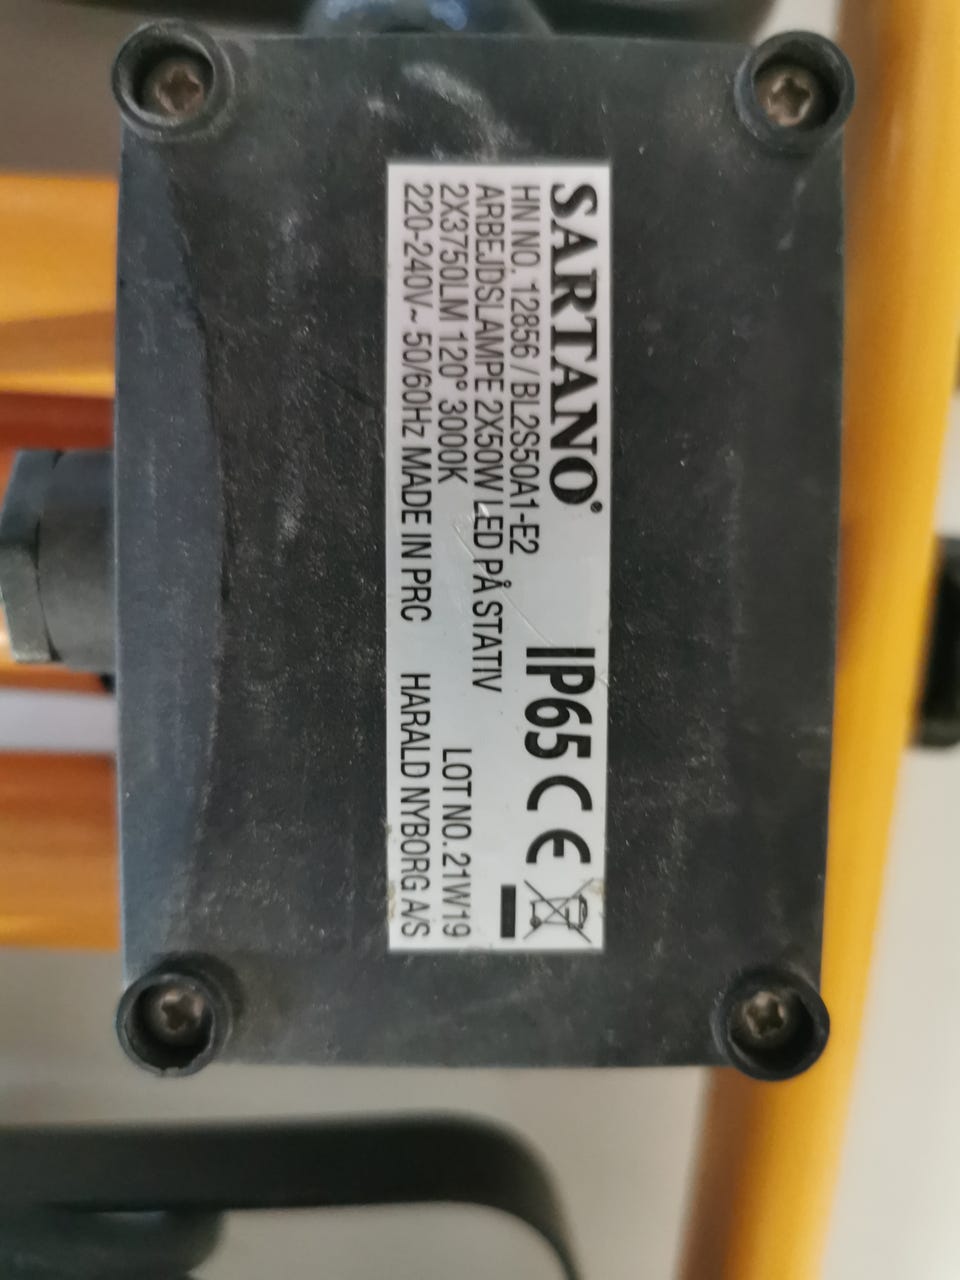 SARTANO®
IP65 CE
HN NO. 12856 / BL2S50A1-E2
ARBEJDSLAMPE 2X50W LED PÅ STATIV
2X3750LM 120° 3000K
LOT NO. 21W19
220-240V~ 50/60Hz MADE IN PRC
HARALD NYBORG A/S